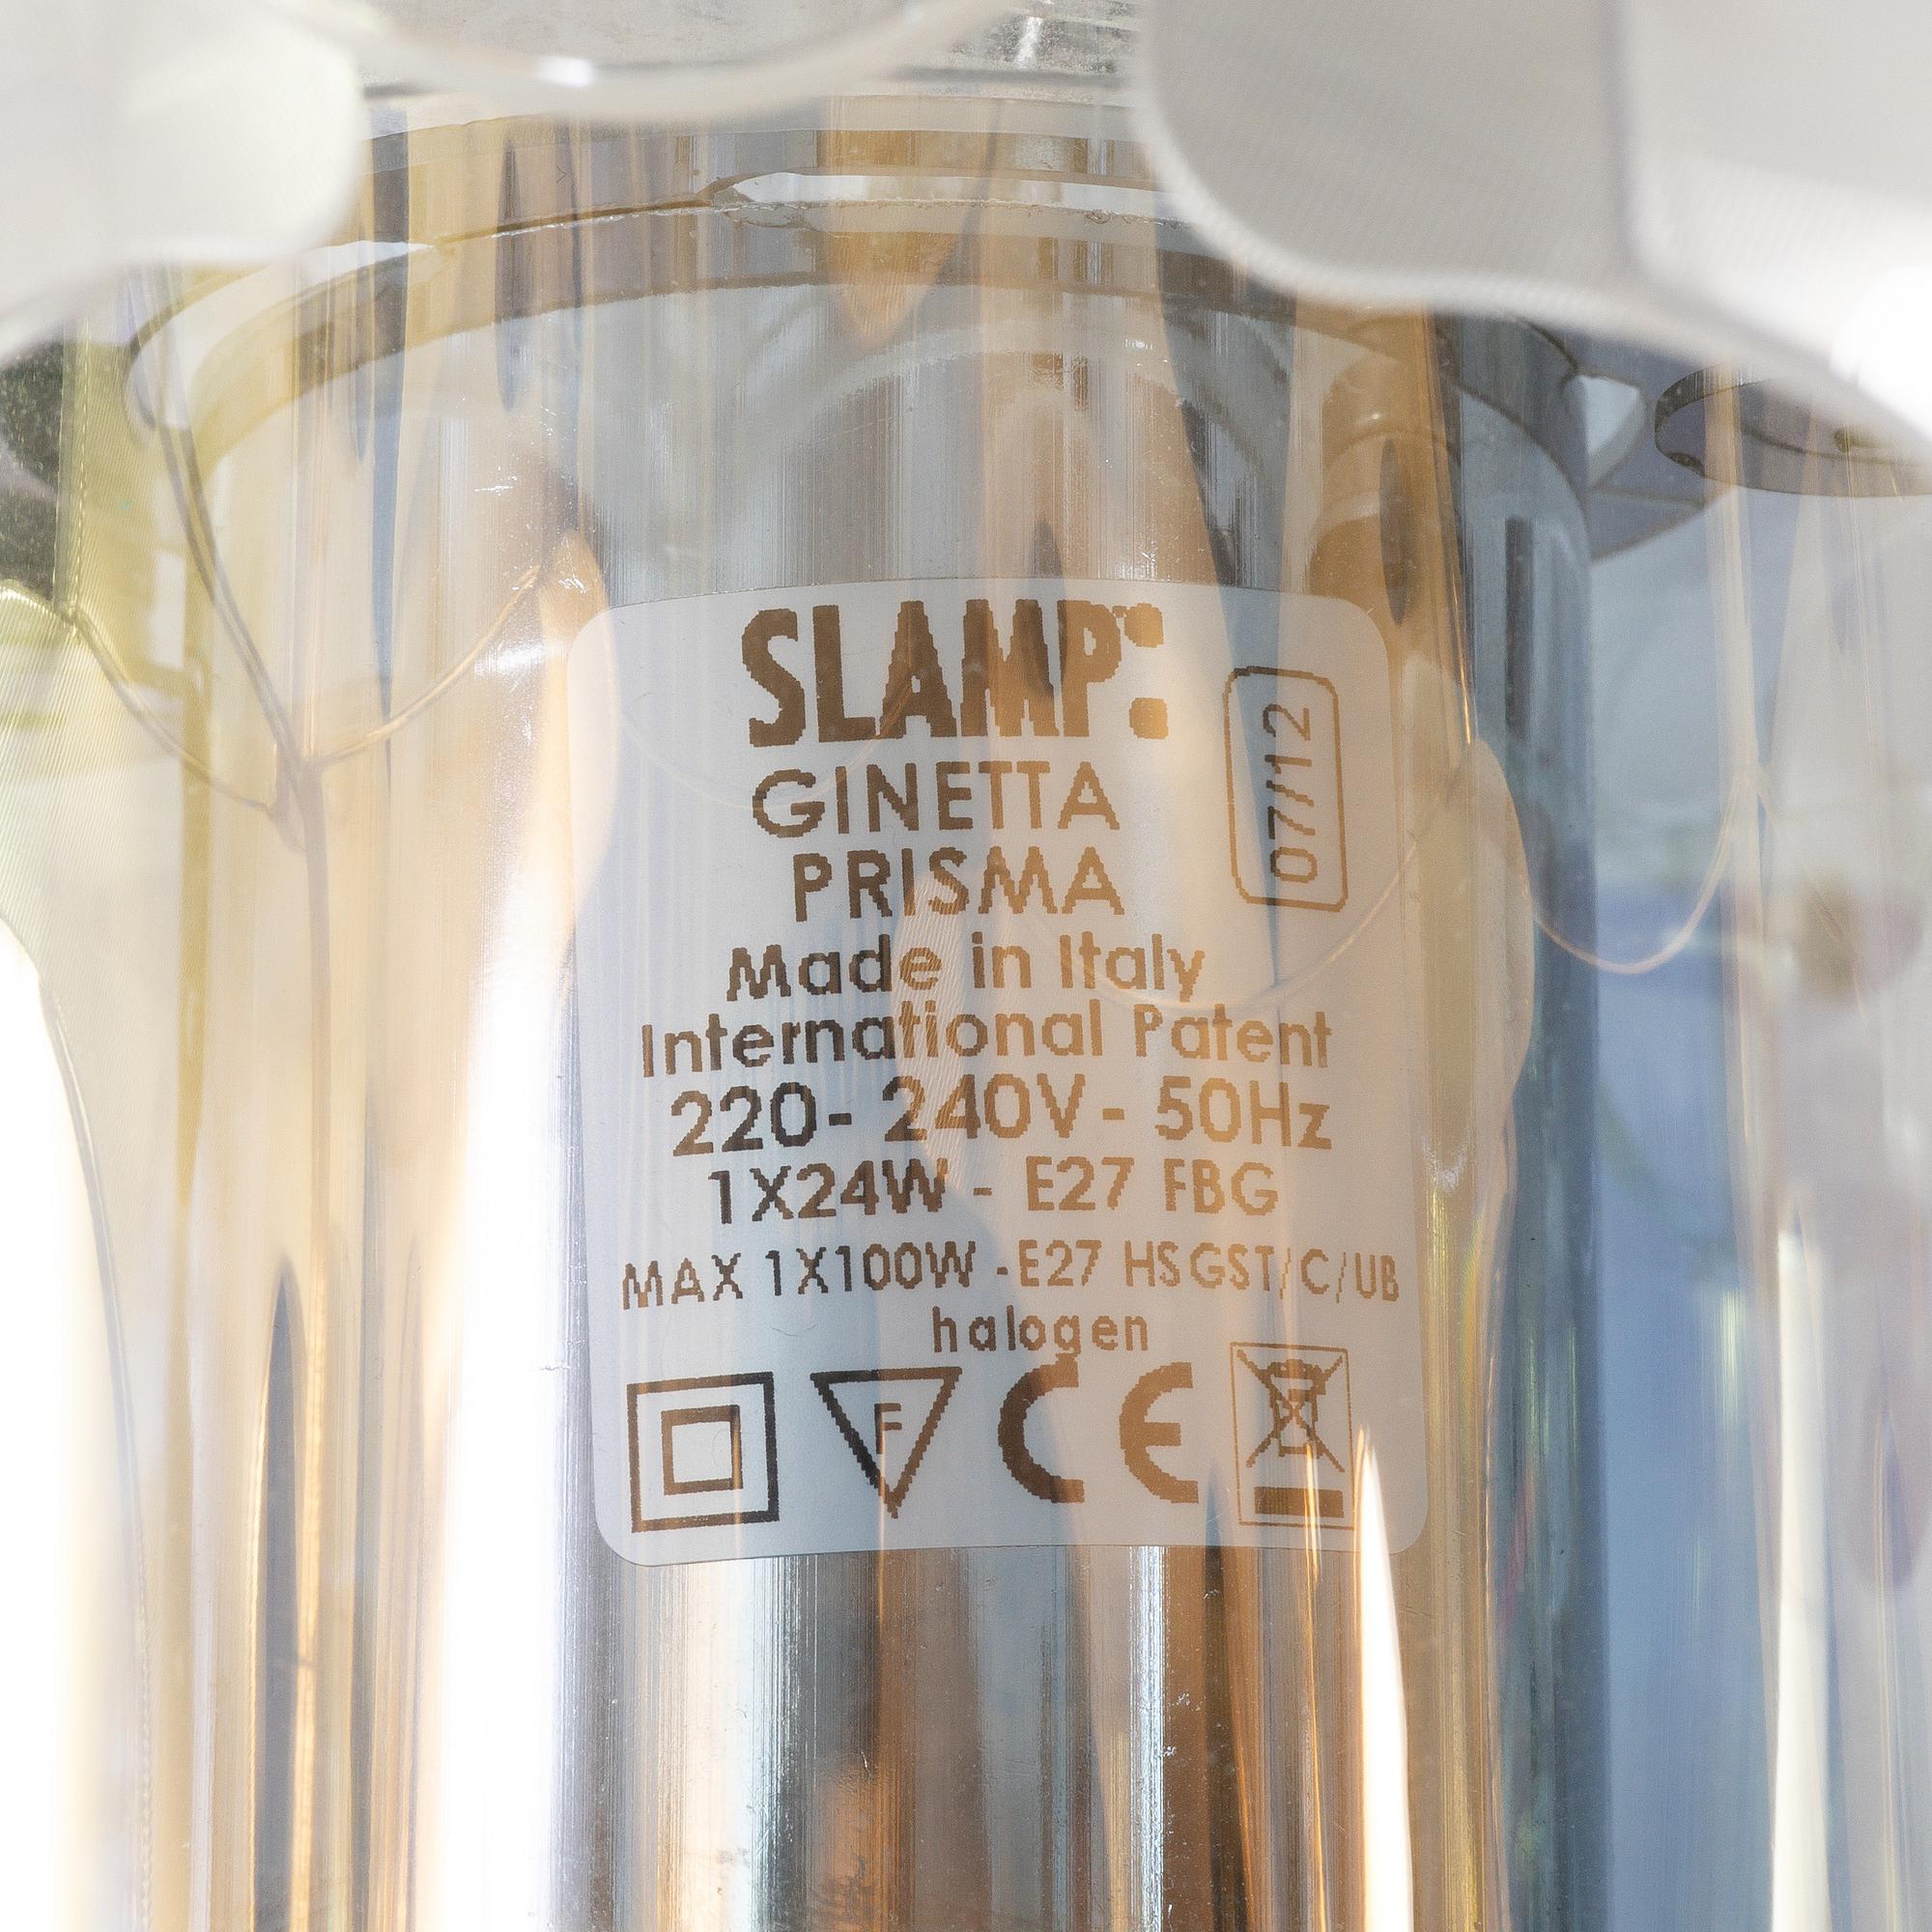 SLAMP:
GINETTA
PRISMA
07/12
Made in Italy
International Patent
220- 240V - 50Hz
1X24W - E27 FBG
MAX 1X100W - E27 HSGST/C/UB
halogen
F
CE